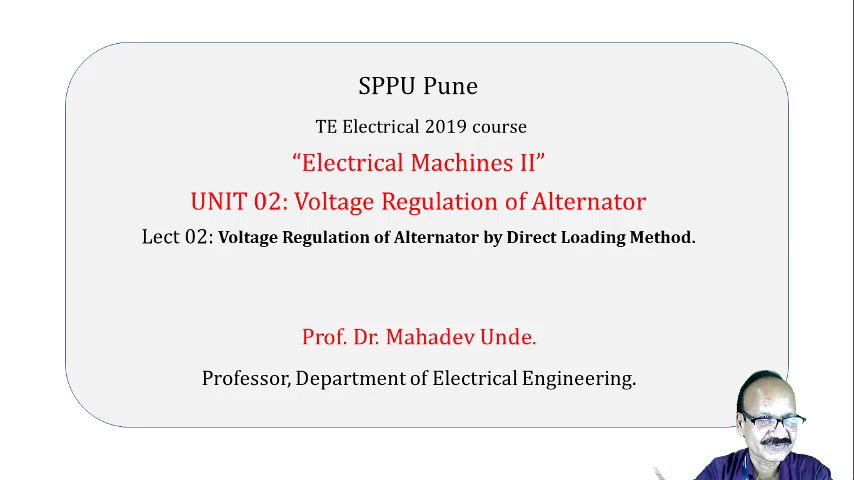 SPPU Pune
TE Electrical 2019 course
“Electrical Machines II”
UNIT 02: Voltage Regulation of Alternator
Lect 02: Voltage Regulation of Alternator by Direct Loading Method.
Prof. Dr. Mahadev Unde.
Professor, Department of Electrical Engineering.